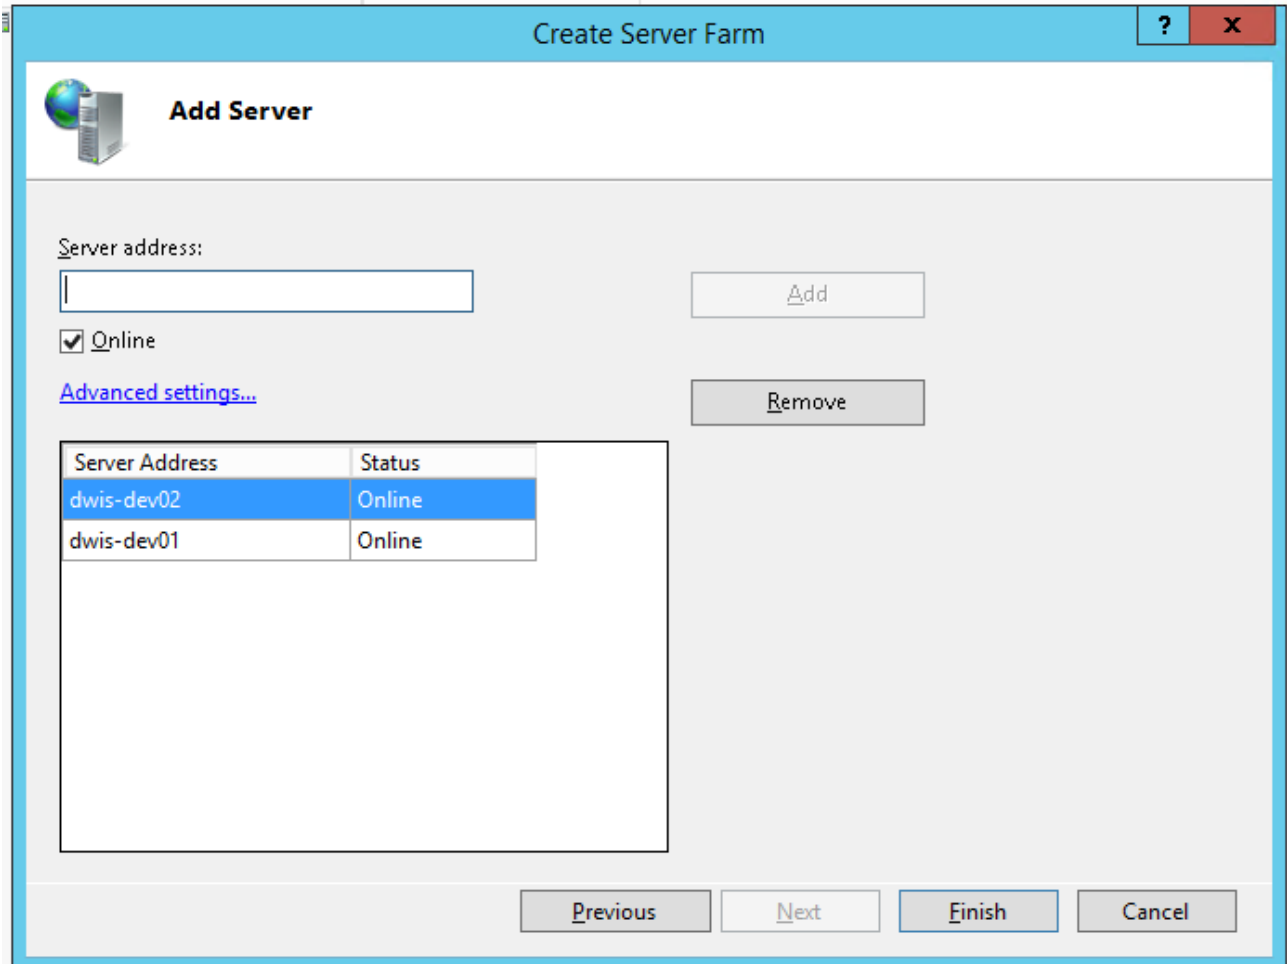 Create Server Farm
? x
Add Server
Server address:
Add
Online
Advanced settings...
Remove
Server Address Status
dwis-dev02 Online
dwis-dev01 Online
Previous Next Finish Cancel